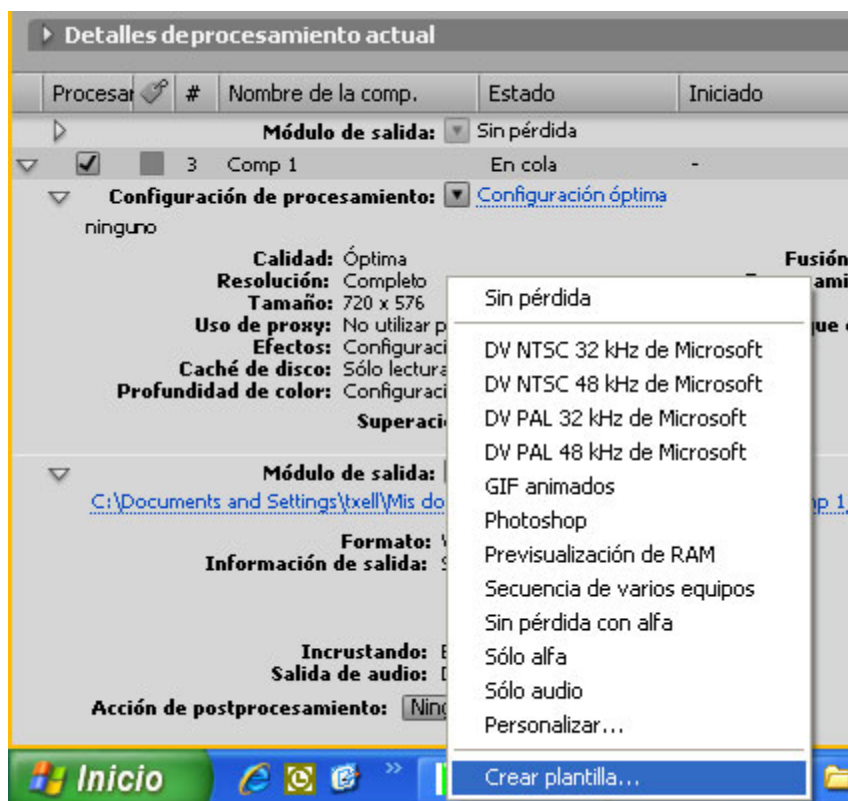 Detalles de procesamiento actual
Procesar # Nombre de la comp. Estado Iniciado
Módulo de salida: Sin pérdida
3 Comp 1 En cola -
Configuración de procesamiento: Configuración óptima
ninguno
Calidad: Óptima
Fusión
Resolución: Completo
Tamaño: 720 x 576
Uso de proxy: No utilizar
Efectos:
Caché de disco: Sólo lectura
Profundidad de color:
Módulo de salida:
C:\Documents and Settings\txell\Mis
Formato:
Información de salida:
Incrustando:
Salida de audio:
Acción de postprocesamiento:
Sin pérdida
DV NTSC 32 kHz de Microsoft
DV NTSC 48 kHz de Microsoft
DV PAL 32 kHz de Microsoft
DV PAL 48 kHz de Microsoft
GIF animados
Photoshop
Previsualización de RAM
Secuencia de varios equipos
Sin pérdida con alfa
Sólo alfa
Sólo audio
Personalizar...
Crear plantilla...
Inicio